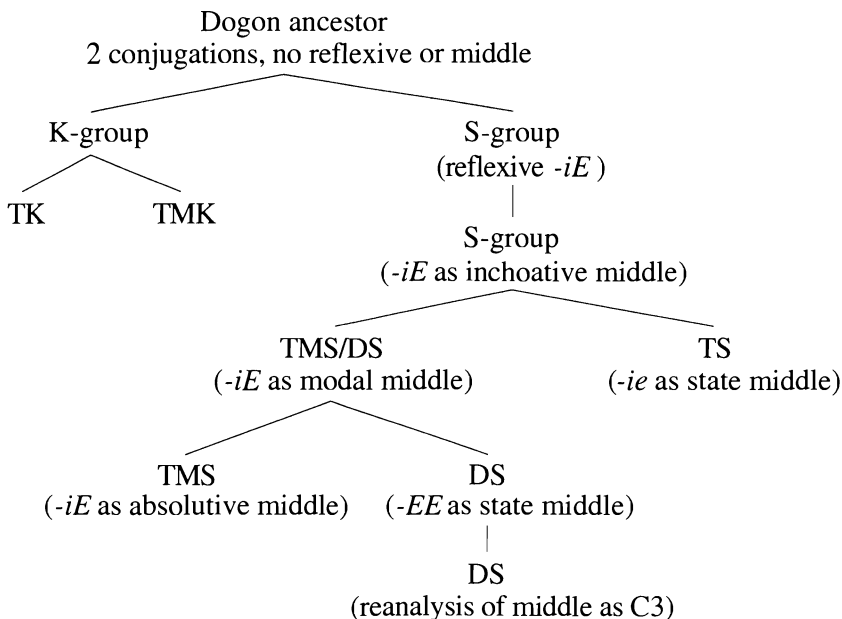 Dogon ancestor
2 conjugations, no reflexive or middle
K-group
S-group
(reflexive -iE )
TK
TMK
S-group
(-iE as inchoative middle)
TMS/DS
(-iE as modal middle)
TS
(-ie as state middle)
TMS
(-iE as absolutive middle)
DS
(-EE as state middle)
DS
(reanalysis of middle as C3)